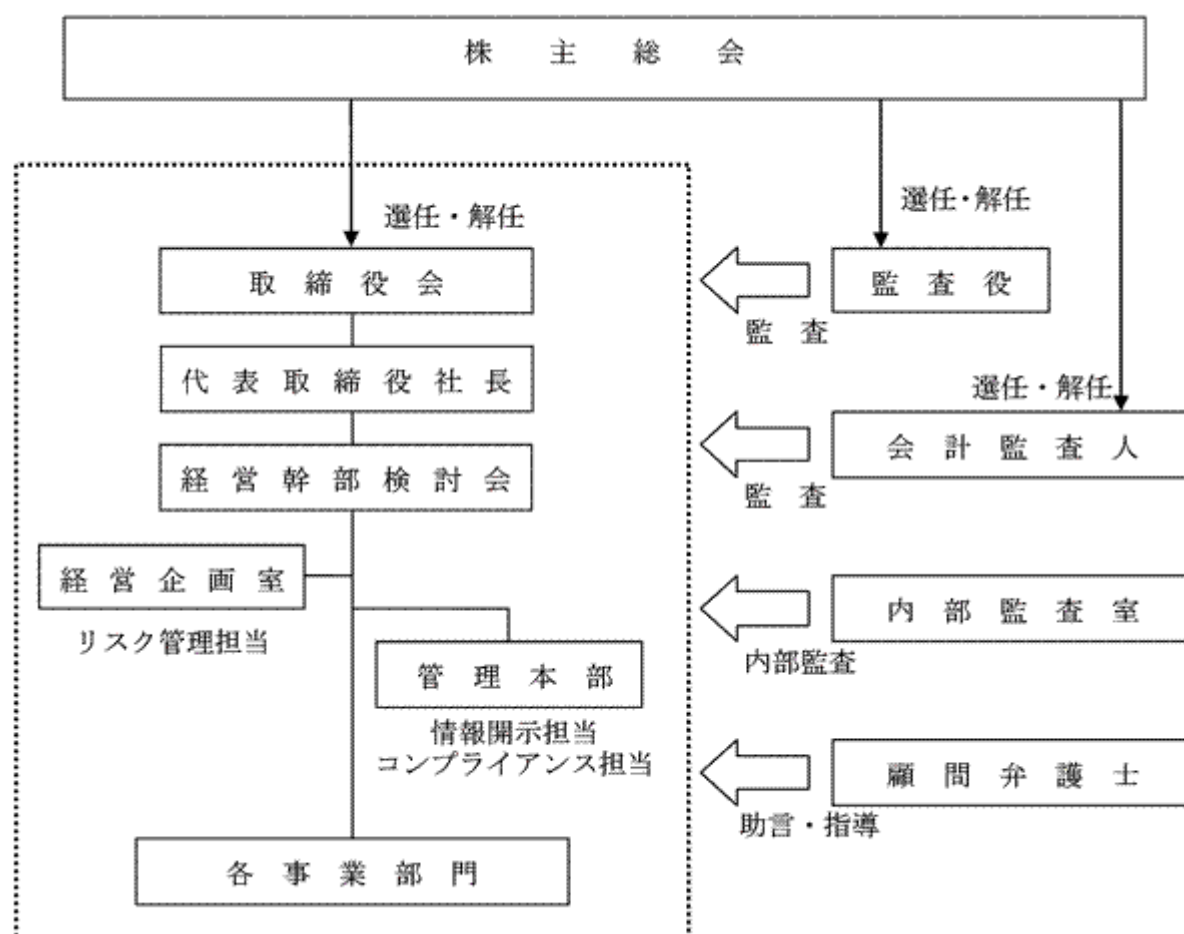 株主総会
選任・解任
選任・解任
取締役会
監査役
監査
代表取締役社長
選任・解任
会計監査人
経営幹部検討会
監査
経営企画室
内部監査室
リスク管理担当
内部監査
管理本部
情報開示担当
コンプライアンス担当
顧問弁護士
助言・指導
各事業部門